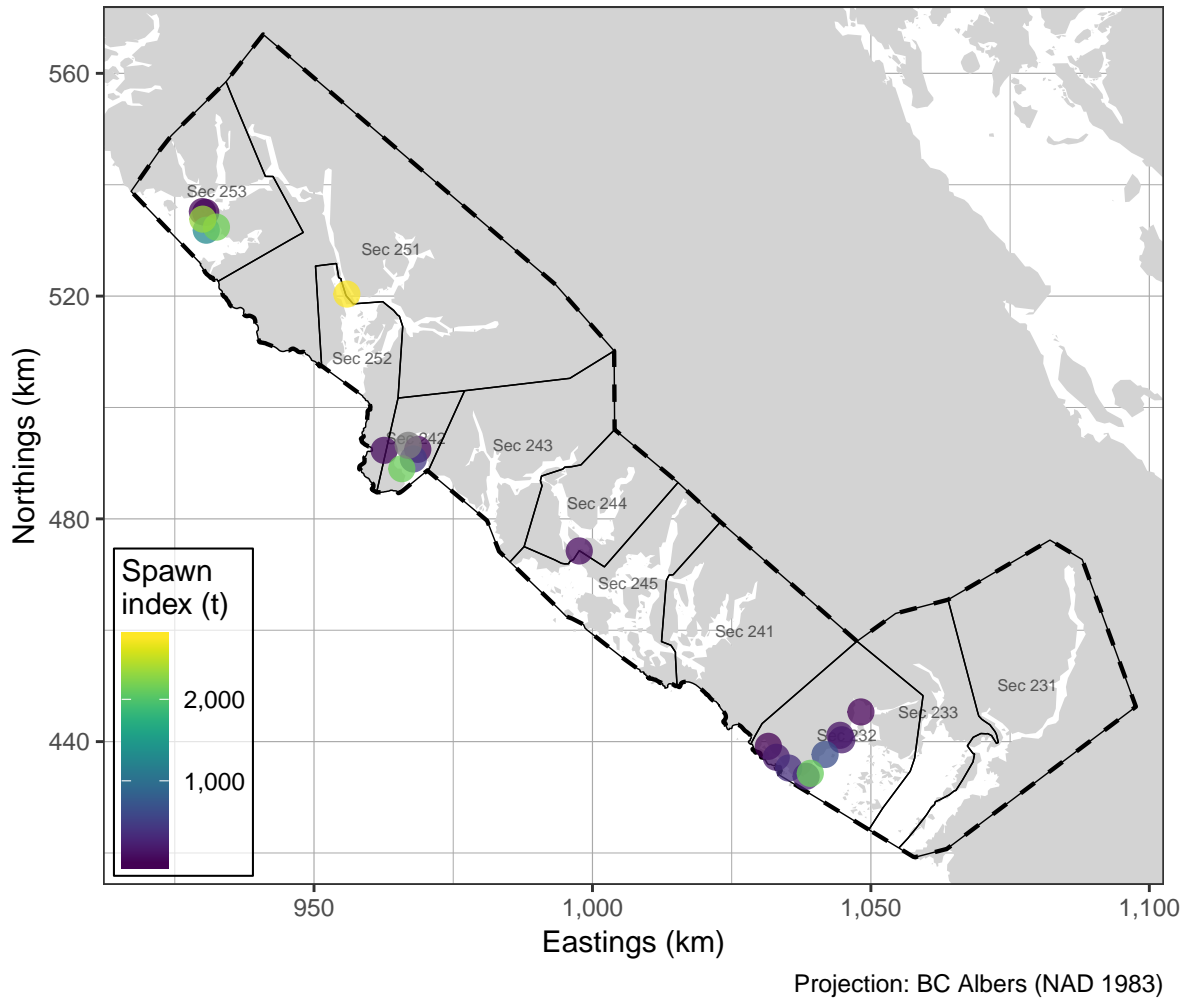 560
520
480
440
Northings (km)
Sec 253
Sec 251
Sec 252
Sec 242
Sec 243
Sec 244
Sec 245
Sec 241
Sec 231
Sec 233
Sec 232
Spawn
index (t)
2,000
1,000
950
1,000
1,050
1,100
Eastings (km)
Projection: BC Albers (NAD 1983)